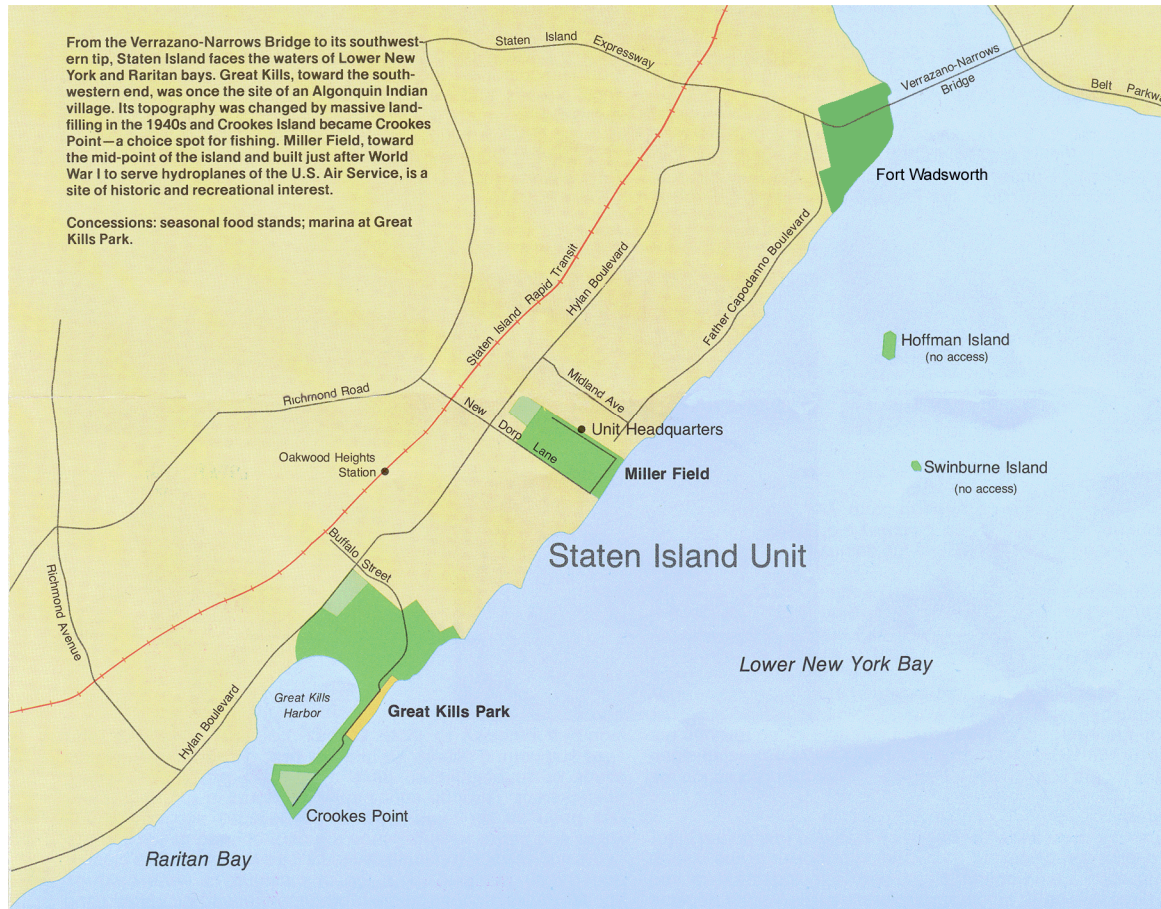 From the Verrazano-Narrows Bridge to its southwest-
ern tip, Staten Island faces the waters of Lower New
York and Raritan bays. Great Kills, toward the south-
western end, was once the site of an Algonquin Indian
village. Its topography was changed by massive land-
filling in the 1940s and Crookes Island became Crookes
Point—a choice spot for fishing. Miller Field, toward
the mid-point of the island and built just after World
War I to serve hydroplanes of the U.S. Air Service, is a
site of historic and recreational interest.
Concessions: seasonal food stands; marina at Great
Kills Park.
Staten Island Expressway
Verrazano-Narrows
Bridge
Belt Parkw
Fort Wadsworth
Staten Island Rapid Transit
Hylan Boulevard
Father Capodanno Boulevard
Hoffman Island
(no access)
Richmond Road
New Dorp Lane
Midland Ave
Unit Headquarters
Oakwood Heights
Station
Miller Field
Swinburne Island
(no access)
Buffalo Street
Staten Island Unit
Richmond Avenue
Lower New York Bay
Hylan Boulevard
Great Kills
Harbor
Great Kills Park
Crookes Point
Raritan Bay